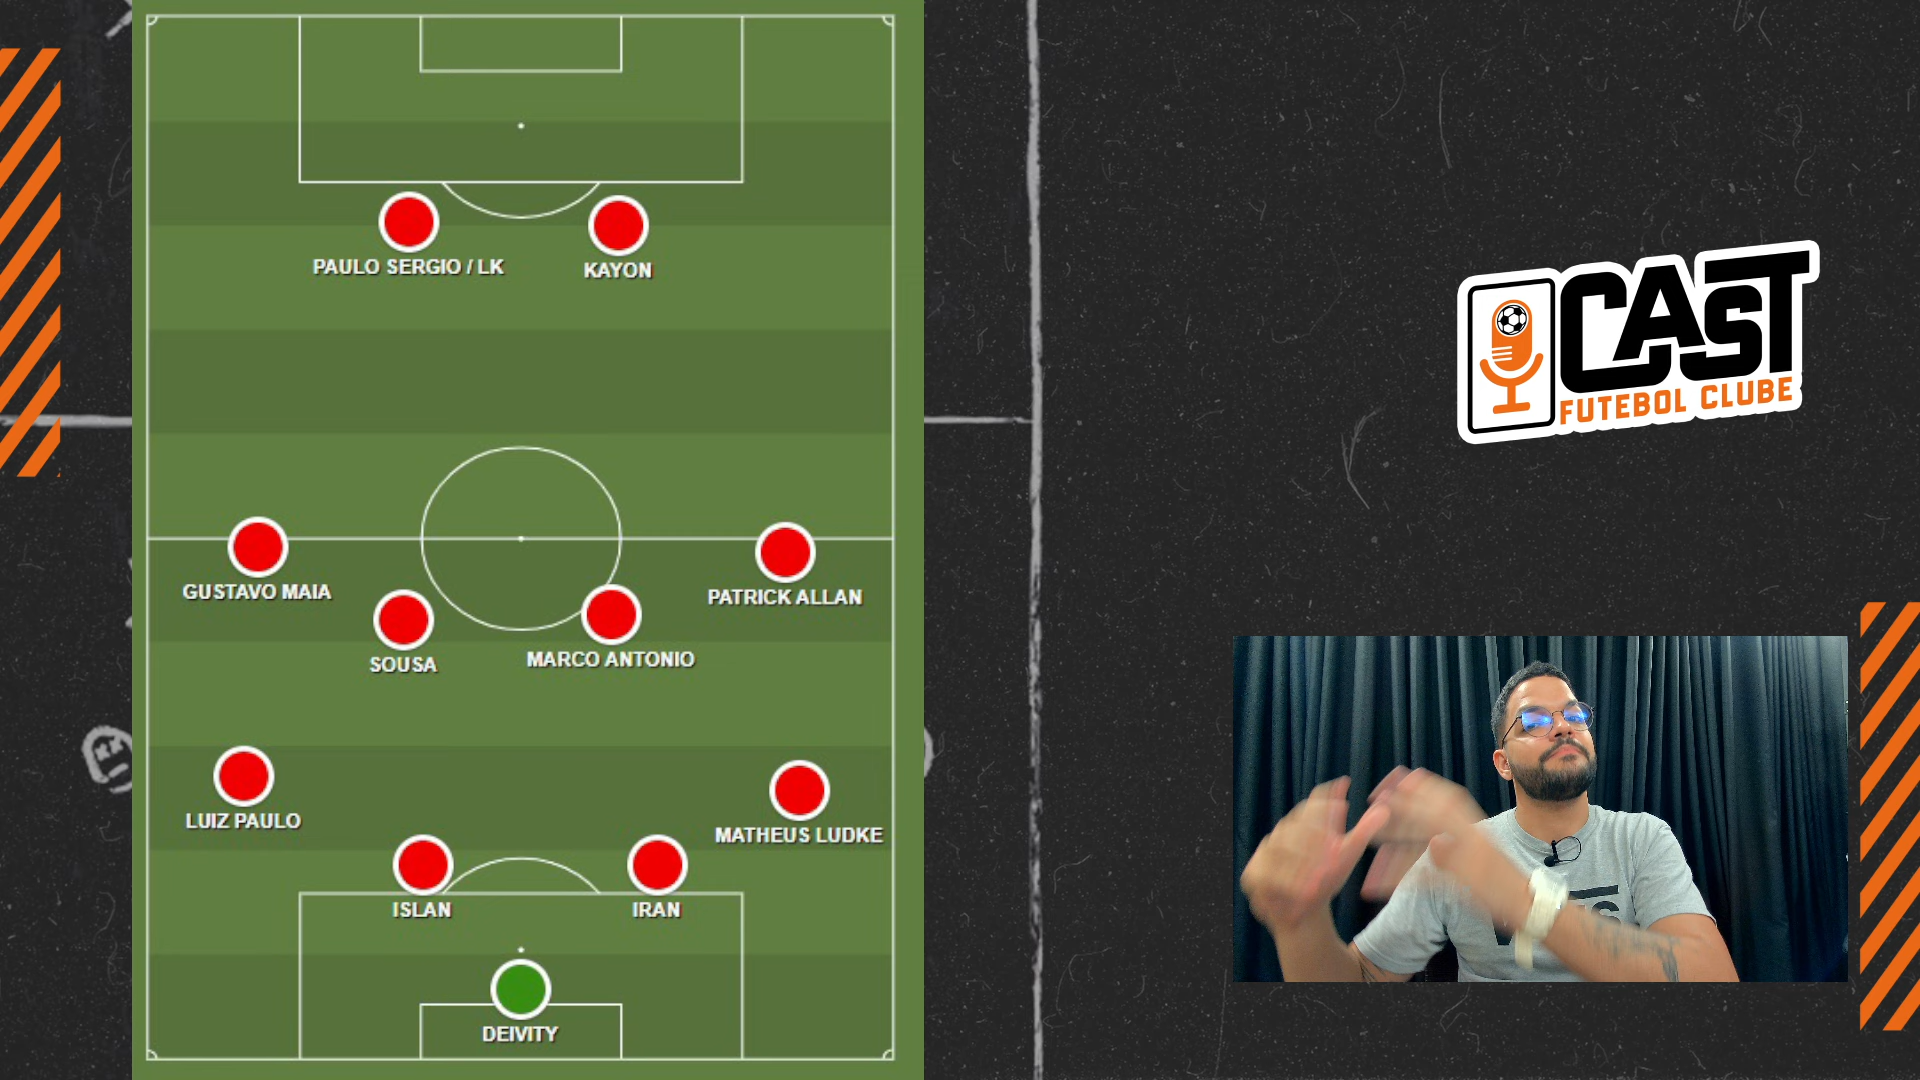 PAULO SERGIO / LK
KAYON
GUSTAVO MAIA
PATRICK ALLAN
SOUSA
MARCO ANTONIO
LUIZ PAULO
MATHEUS LUDKE
ISLAN
IRAN
DEIVITY
CAST
FUTEBOL CLUBE